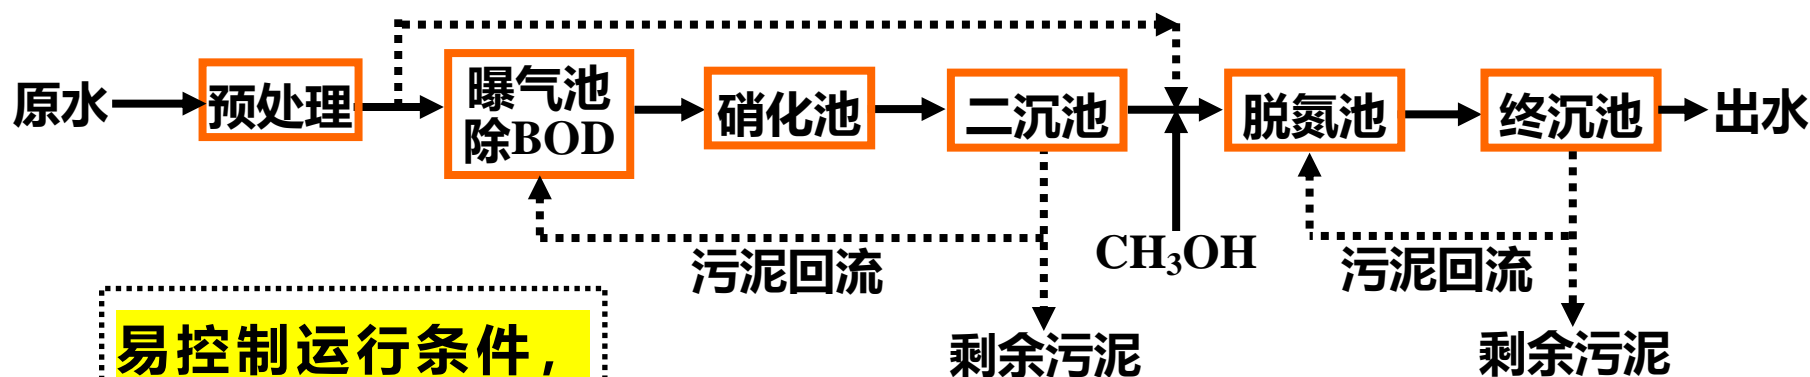 原水
预处理
曝气池
除BOD
硝化池
二沉池
脱氮池
终沉池
出水
污泥回流
CH₃OH
污泥回流
易控制运行条件，
剩余污泥
剩余污泥